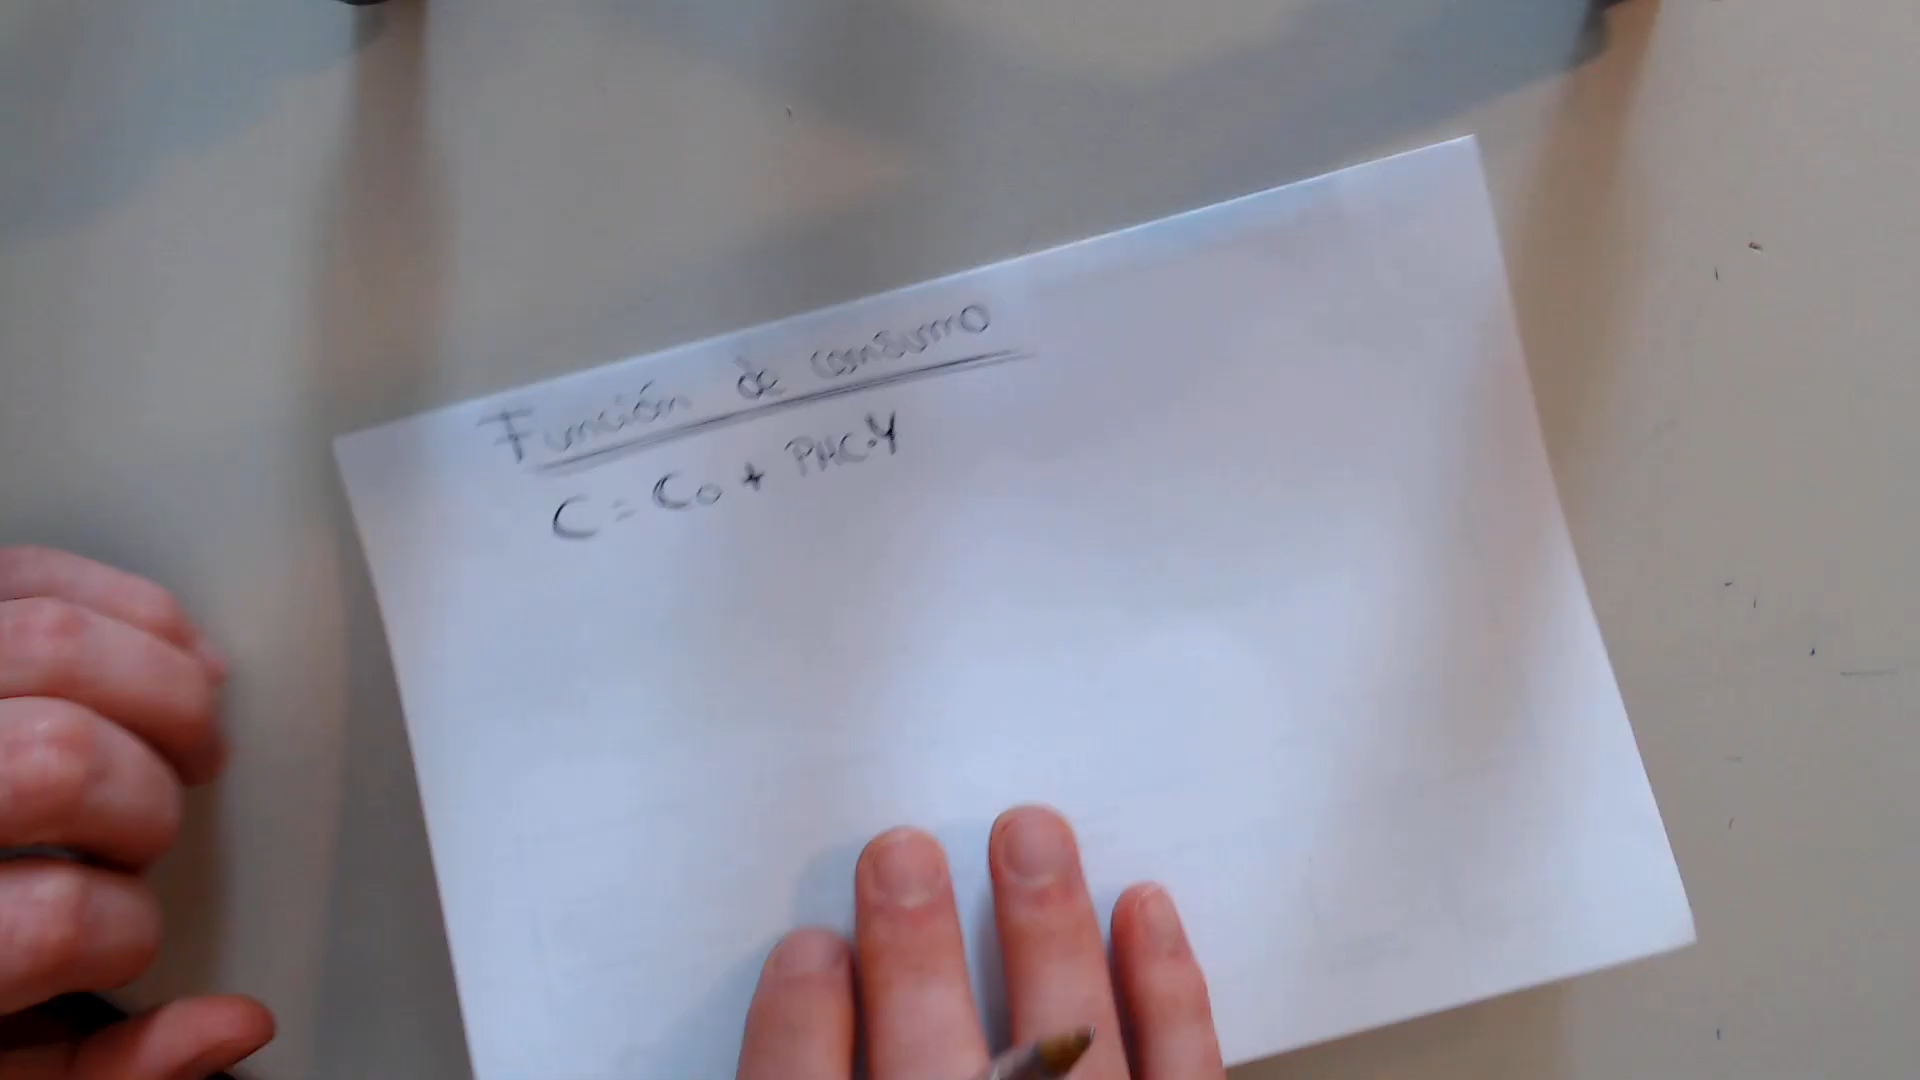 Función de consumo
C = Co + PMC.Y